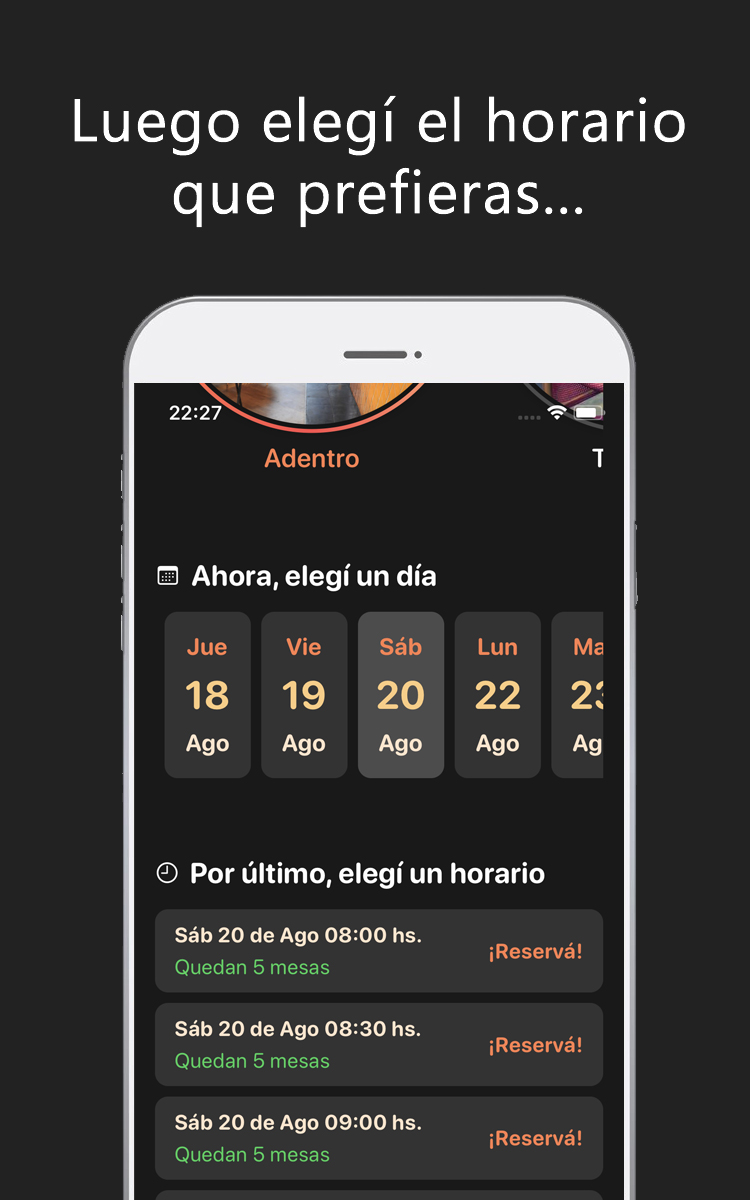 Luego elegí el horario
que prefieras...
22:27
Adentro
Ahora, elegí un día
Jue
18
Ago
Vie
19
Ago
Sáb
20
Ago
Lun
22
Ago
Por último, elegí un horario
Sáb 20 de Ago 08:00 hs.
Quedan 5 mesas
¡Reservá!
Sáb 20 de Ago 08:30 hs.
Quedan 5 mesas
¡Reservá!
Sáb 20 de Ago 09:00 hs.
Quedan 5 mesas
¡Reservá!